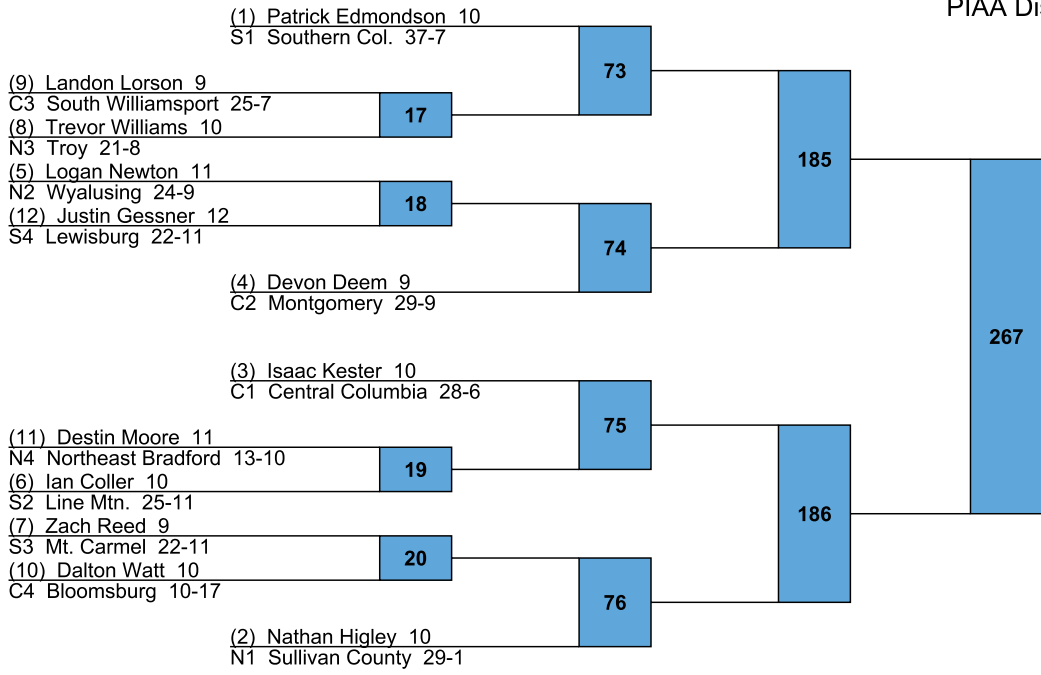 PIAA Dis
(1) Patrick Edmondson 10
S1 Southern Col. 37-7
73
(9) Landon Lorson 9
C3 South Williamsport 25-7
17
(8) Trevor Williams 10
N3 Troy 21-8
185
(5) Logan Newton 11
N2 Wyalusing 24-9
18
(12) Justin Gessner 12
S4 Lewisburg 22-11
74
(4) Devon Deem 9
C2 Montgomery 29-9
267
(3) Isaac Kester 10
C1 Central Columbia 28-6
75
(11) Destin Moore 11
N4 Northeast Bradford 13-10
19
(6) Ian Coller 10
S2 Line Mtn. 25-11
186
(7) Zach Reed 9
S3 Mt. Carmel 22-11
20
(10) Dalton Watt 10
C4 Bloomsburg 10-17
76
(2) Nathan Higley 10
N1 Sullivan County 29-1